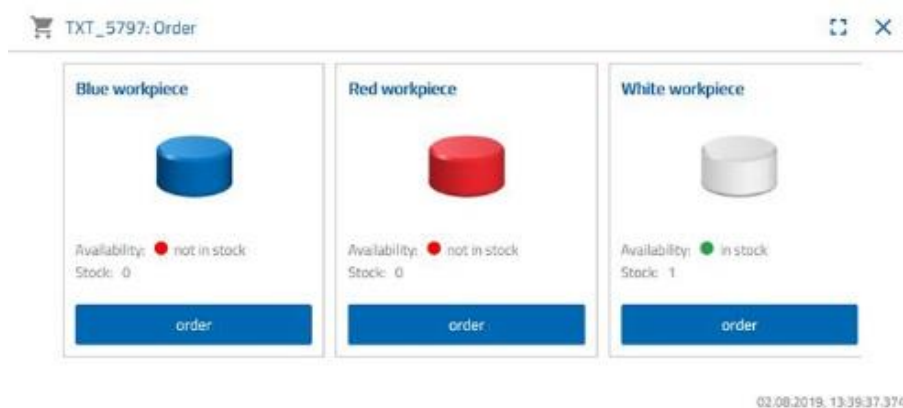 TXT_5797: Order
Blue workpiece
Availability: not in stock
Stock: 0
order
Red workpiece
Availability: not in stock
Stock: 0
order
White workpiece
Availability: in stock
Stock: 1
order
02.08.2019, 13:39:37.374